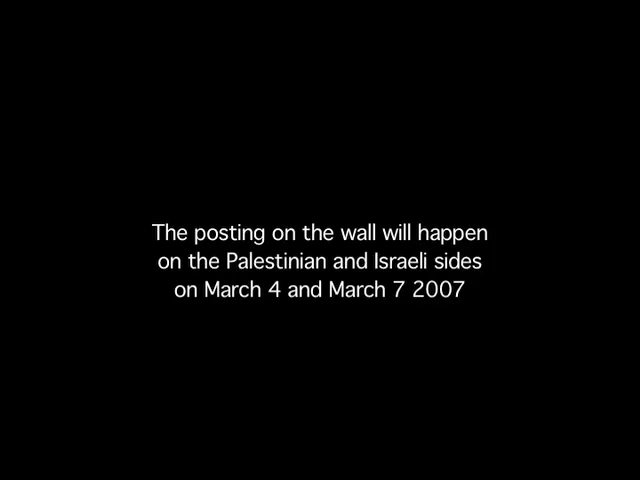 The posting on the wall will happen
on the Palestinian and Israeli sides
on March 4 and March 7 2007